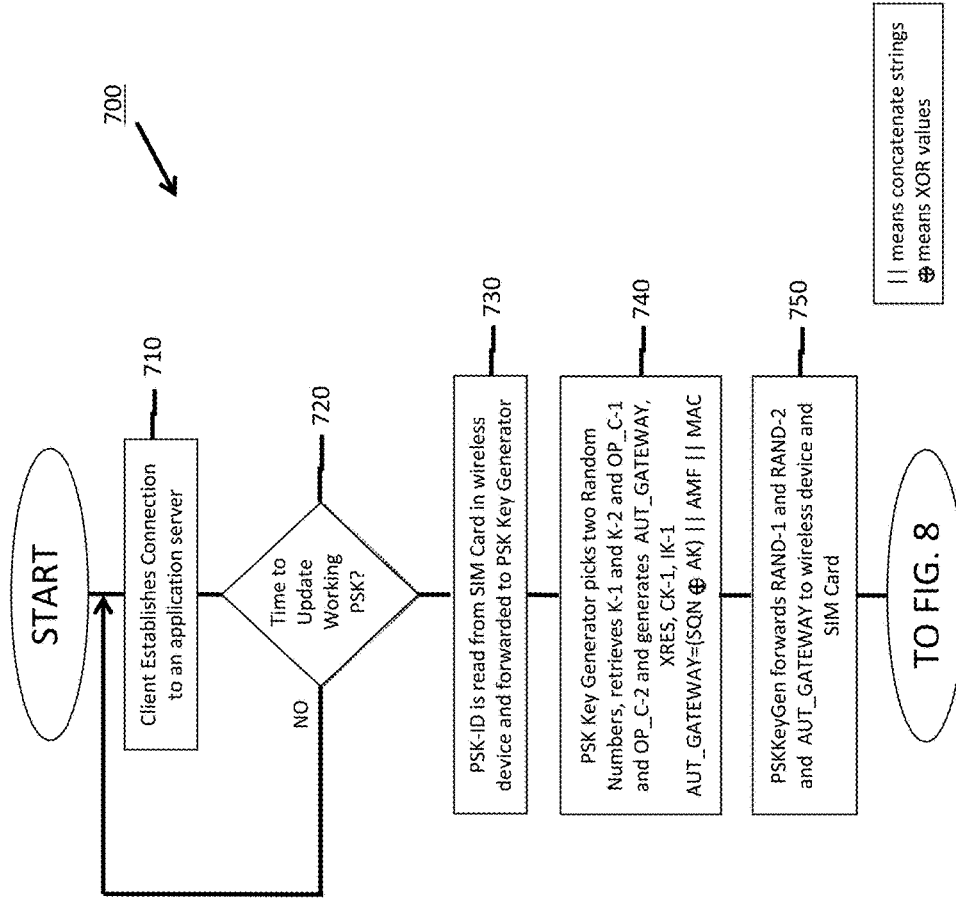 START
700
Client Establishes Connection
to an application server
710
Time to
Update
Working
PSK?
720
NO
PSK-ID is read from SIM Card in wireless
device and forwarded to PSK Key Generator
730
PSK Key Generator picks two Random
Numbers, retrieves K-1 and K-2 and OP_C-1
and OP_C-2 and generates AUT_GATEWAY,
XRES, CK-1, IK-1
AUT_GATEWAY=(SQN ⊕ AK) || AMF || MAC
740
PSKKeyGen forwards RAND-1 and RAND-2
and AUT_GATEWAY to wireless device and
SIM Card
750
TO FIG. 8
|| means concatenate strings
⊕ means XOR values